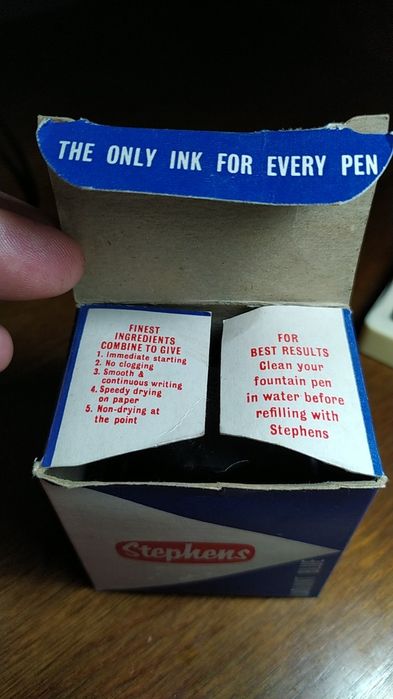 THE ONLY INK FOR EVERY PEN
FINEST
INGREDIENTS
COMBINE TO GIVE
1. Immediate starting
2. No clogging
3. Smooth &
continuous writing
4. Speedy drying
on paper
5. Non-drying at
the point
FOR
BEST RESULTS
Clean your
fountain pen
in water before
refilling with
Stephens
Stephens
BLUE